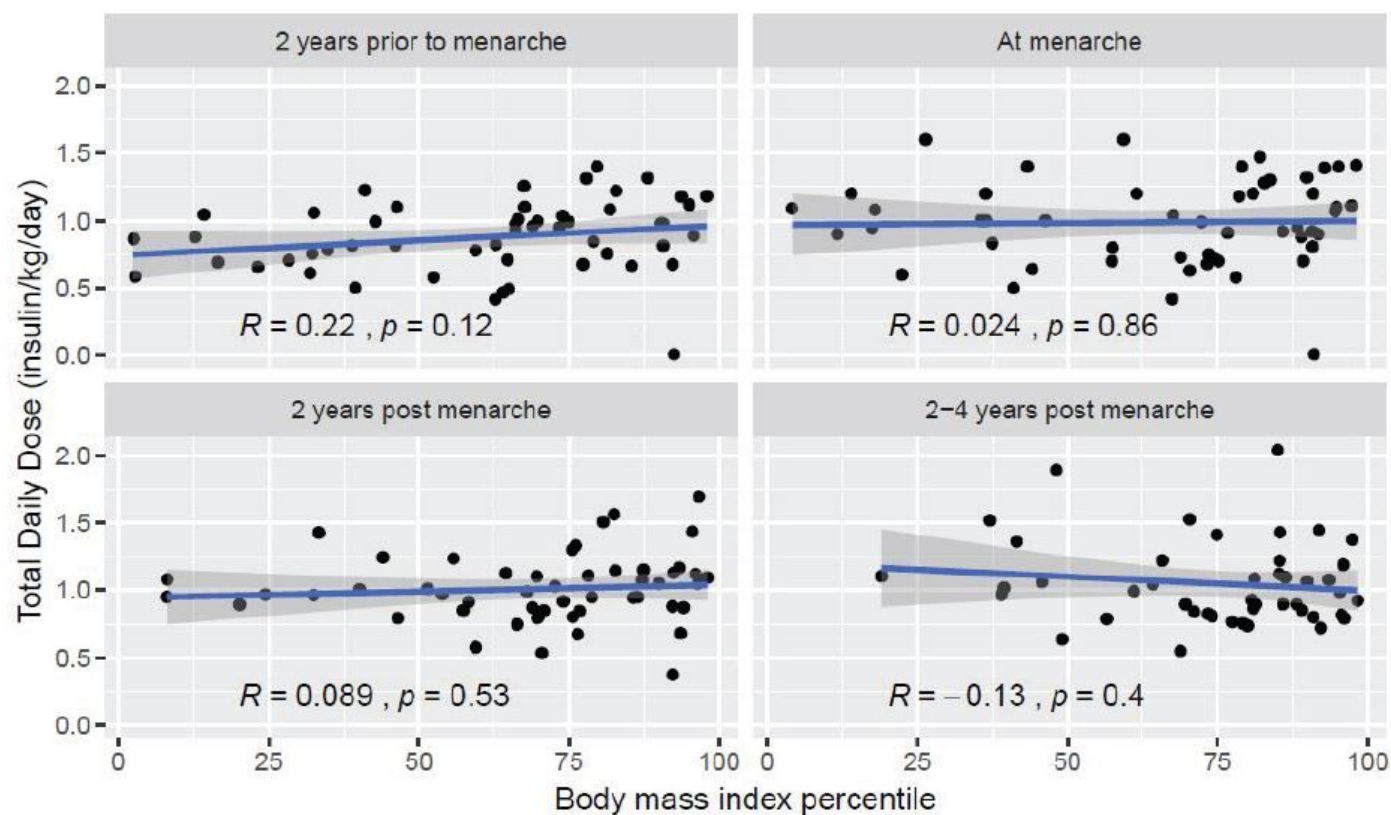 2 years prior to menarche
At menarche
2.0
1.5
1.0
0.5
0.0
R = 0.22 , p = 0.12
R = 0.024 , p = 0.86
2 years post menarche
2−4 years post menarche
Total Daily Dose (insulin/kg/day)
2.0
1.5
1.0
0.5
0.0
R = 0.089 , p = 0.53
R = −0.13 , p = 0.4
0 25 50 75 100 0 25 50 75 100
Body mass index percentile